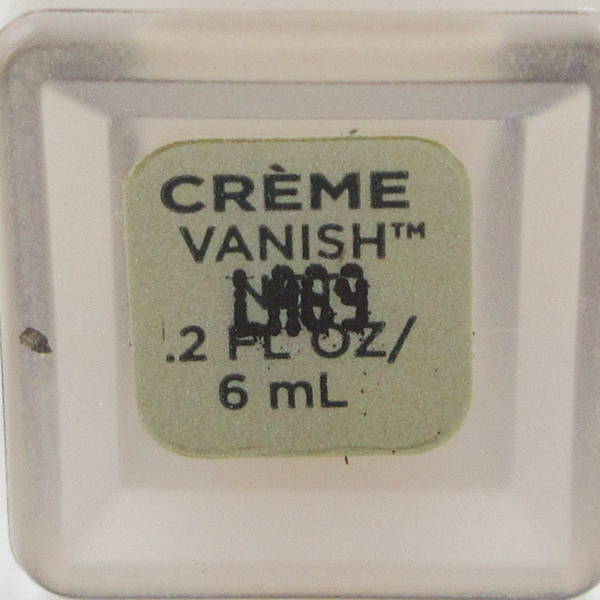 CRÈME
VANISH™
.2 FL OZ/
6 mL